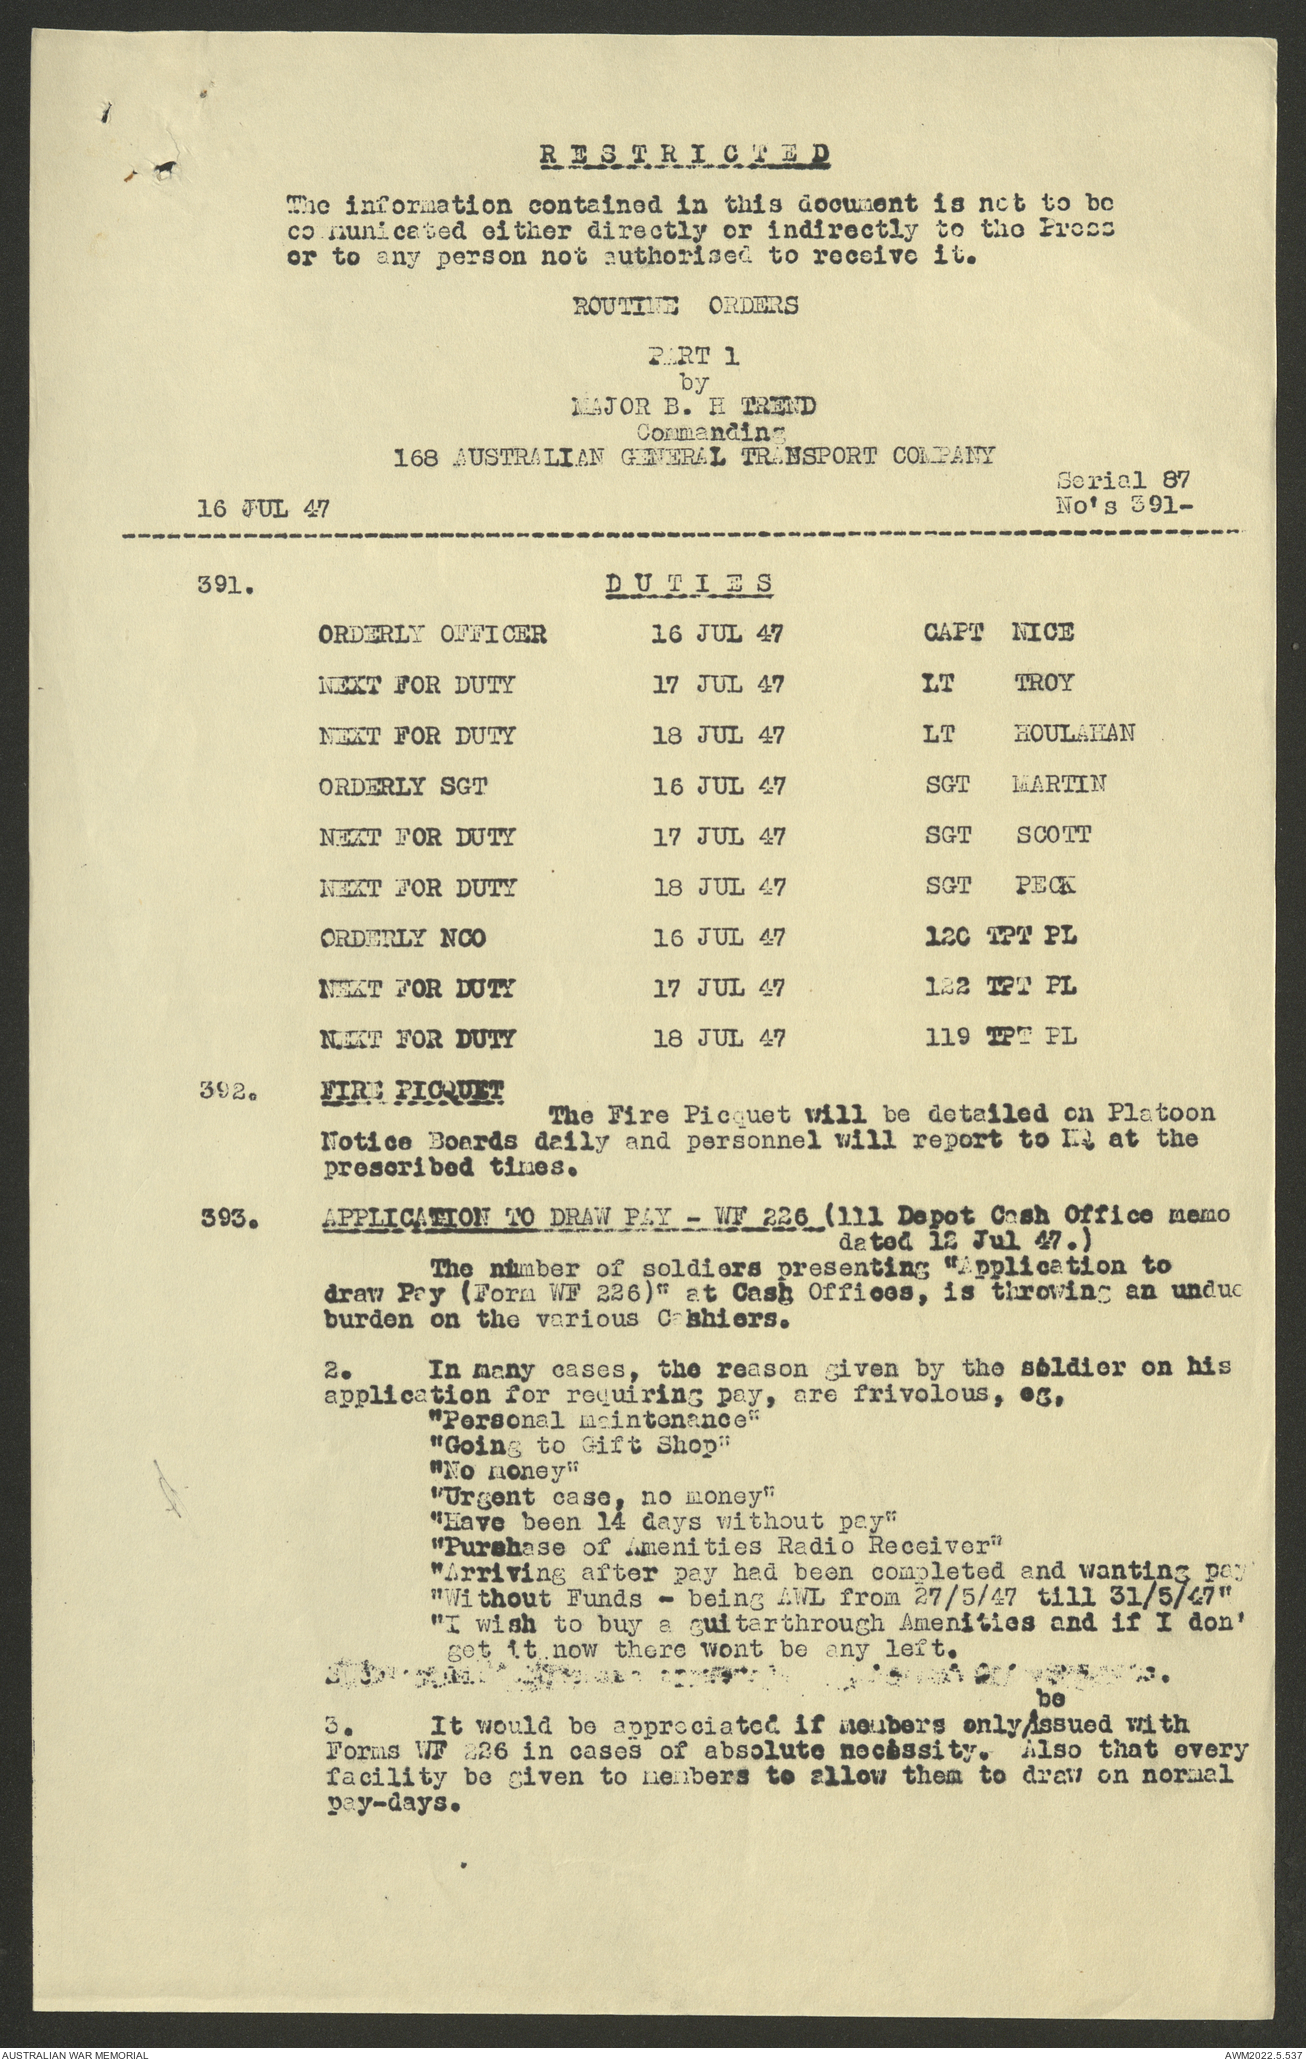 RESTRICTED
The information contained in this document is not to be
communicated either directly or indirectly to the Press
or to any person not authorised to receive it.
ROUTINE ORDERS
PART 1
by
MAJOR B. H TREND
Commanding
168 AUSTRALIAN GENERAL TRANSPORT COMPANY
Serial 87
16 JUL 47 No's 391-
391. DUTIES
ORDERLY OFFICER 16 JUL 47 CAPT NICE
NEXT FOR DUTY 17 JUL 47 LT TROY
NEXT FOR DUTY 18 JUL 47 LT HOULAHAN
ORDERLY SGT 16 JUL 47 SGT MARTIN
NEXT FOR DUTY 17 JUL 47 SGT SCOTT
NEXT FOR DUTY 18 JUL 47 SGT PECK
ORDERLY NCO 16 JUL 47 120 TPT PL
NEXT FOR DUTY 17 JUL 47 122 TPT PL
NEXT FOR DUTY 18 JUL 47 119 TPT PL
392. FIRE PICQUET
The Fire Picquet will be detailed on Platoon
Notice Boards daily and personnel will report to HQ at the
prescribed times.
393. APPLICATION TO DRAW PAY - WF 226 (111 Depot Cash Office memo
dated 12 Jul 47.)
The number of soldiers presenting "Application to
draw Pay (Form WF 226)" at Cash Offices, is throwing an undue
burden on the various Cashiers.
2. In many cases, the reason given by the soldier on his
application for requiring pay, are frivolous, eg,
"Personal maintenance"
"Going to Gift Shop"
"No money"
"Urgent case, no money"
"Have been 14 days without pay"
"Purshase of Amenities Radio Receiver"
"Arriving after pay had been completed and wanting pay
"Without Funds - being AWL from 27/5/47 till 31/5/47"
"I wish to buy a guitarthrough Amenities and if I don'
get it now there wont be any left.
be
3. It would be appreciated if members only/issued with
Forms WF 226 in cases of absolute necessity. Also that every
facility be given to members to allow them to draw on normal
pay-days.
AUSTRALIAN WAR MEMORIAL AWM2022.5.537